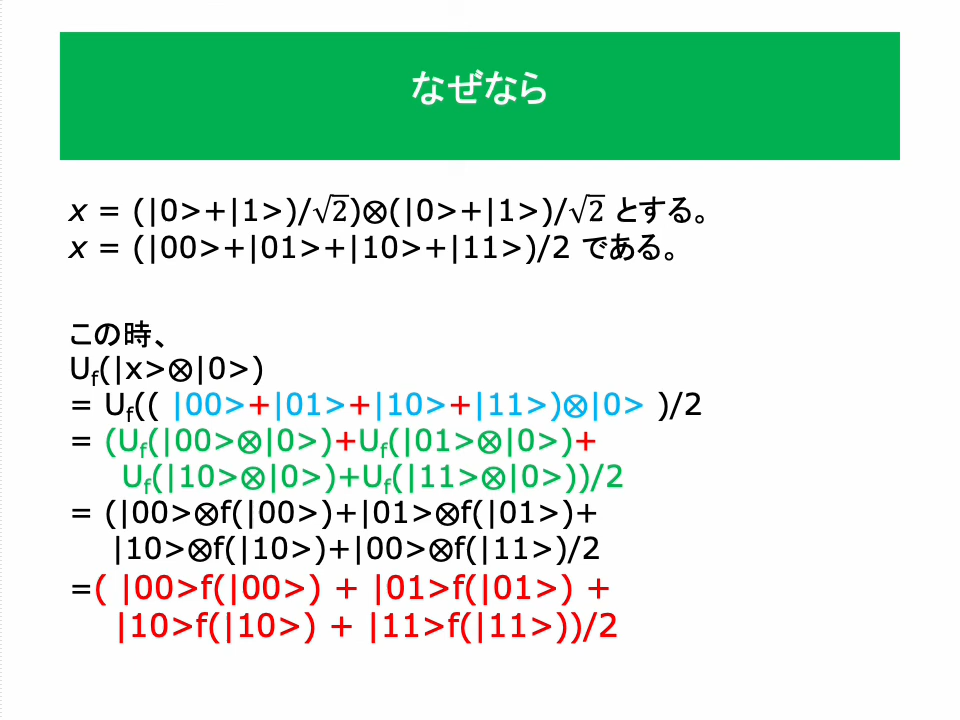 なぜなら
x = (|0>+|1>)/√2)⊗(|0>+|1>)/√2 とする。
x = (|00>+|01>+|10>+|11>)/2 である。
この時、
Uf(|x>⊗|0>)
= Uf(( |00>+|01>+|10>+|11>)⊗|0> )/2
= (Uf(|00>⊗|0>)+Uf(|01>⊗|0>)+
Uf(|10>⊗|0>)+Uf(|11>⊗|0>))/2
= (|00>⊗f(|00>)+|01>⊗f(|01>)+
|10>⊗f(|10>)+|00>⊗f(|11>)/2
=( |00>f(|00>) + |01>f(|01>) +
|10>f(|10>) + |11>f(|11>))/2